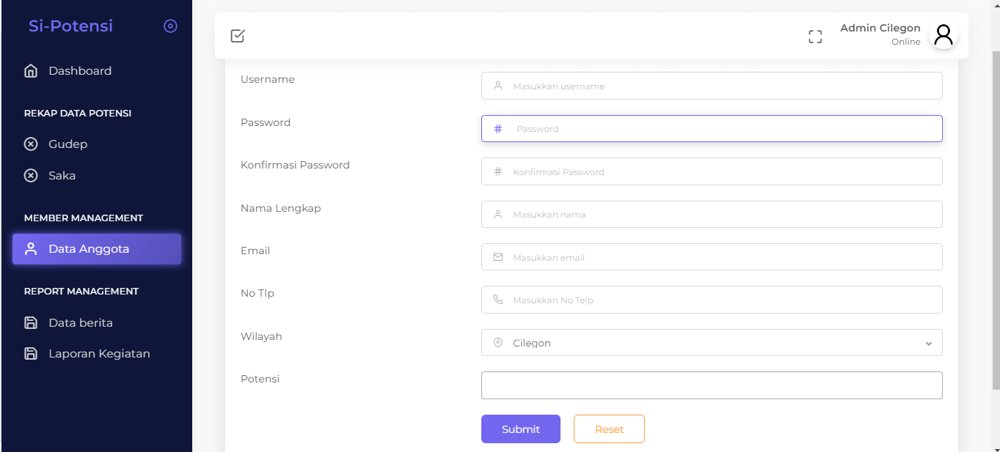 Si-Potensi
Dashboard
REKAP DATA POTENSI
Gudep
Saka
MEMBER MANAGEMENT
Data Anggota
REPORT MANAGEMENT
Data berita
Laporan Kegiatan
Admin Cilegon
Online
Username
Masukkan username
Password
# Password
Konfirmasi Password
# Konfirmasi Password
Nama Lengkap
Masukkan nama
Email
Masukkan email
No Tlp
Masukkan No Telp
Wilayah
Cilegon
Potensi
Submit
Reset